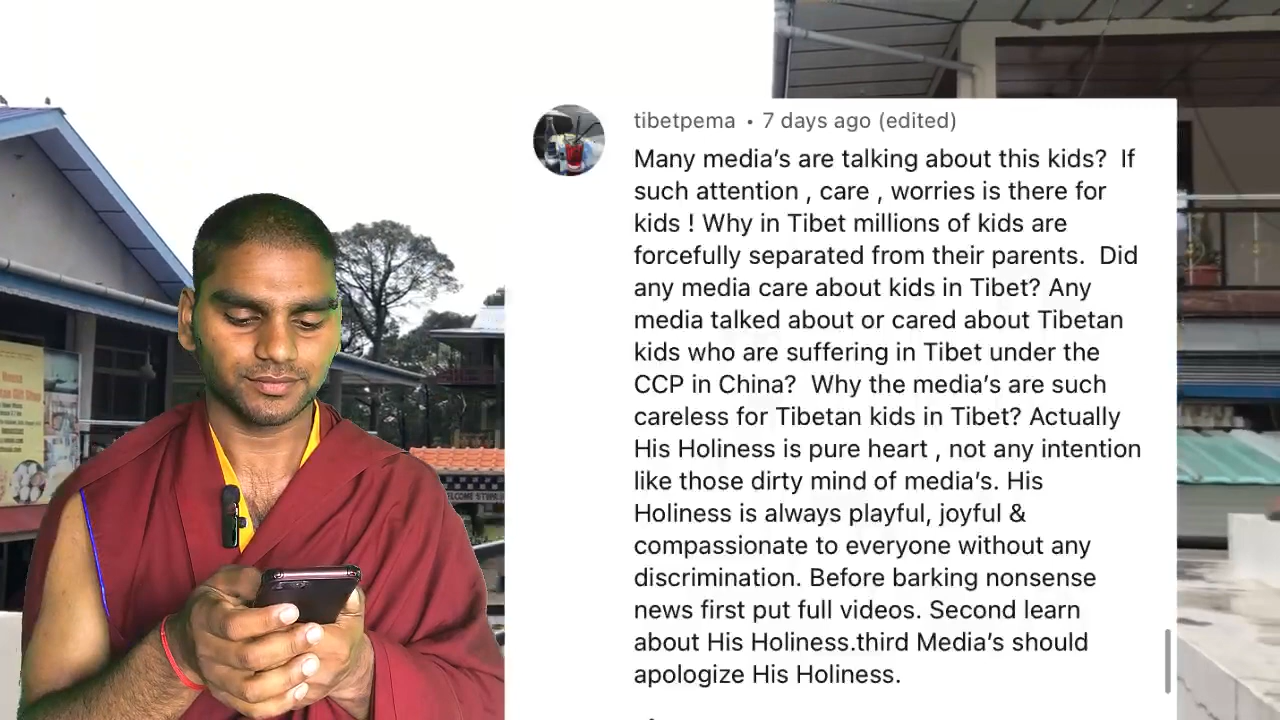 tibetpema • 7 days ago (edited)
Many media's are talking about this kids?  If
such attention , care , worries is there for
kids ! Why in Tibet millions of kids are
forcefully separated from their parents.  Did
any media care about kids in Tibet? Any
media talked about or cared about Tibetan
kids who are suffering in Tibet under the
CCP in China?  Why the media's are such
careless for Tibetan kids in Tibet? Actually
His Holiness is pure heart , not any intention
like those dirty mind of media's. His
Holiness is always playful, joyful &
compassionate to everyone without any
discrimination. Before barking nonsense
news first put full videos. Second learn
about His Holiness.third Media's should
apologize His Holiness.